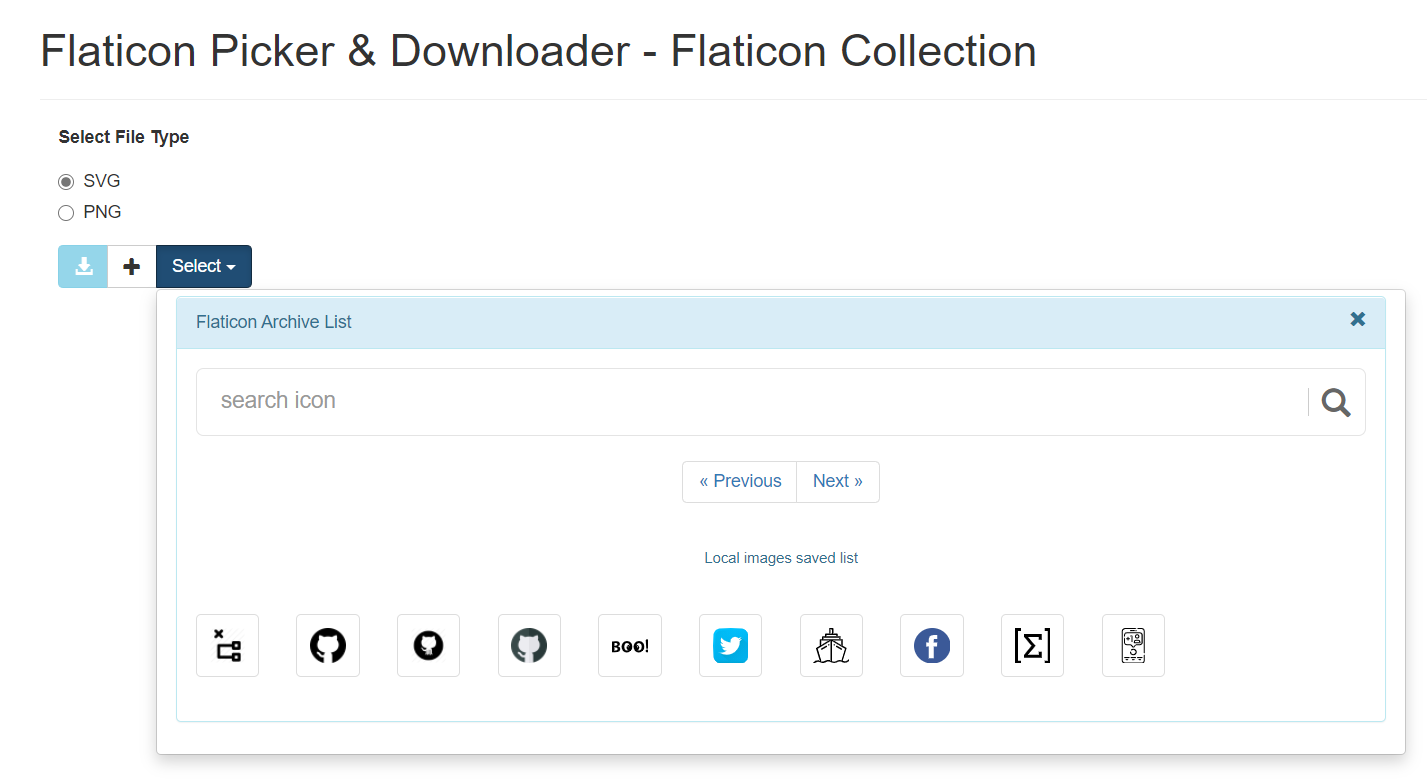 Flaticon Picker & Downloader - Flaticon Collection
Select File Type
SVG
PNG
Select
Flaticon Archive List
search icon
« Previous Next »
Local images saved list
BOO!
+1